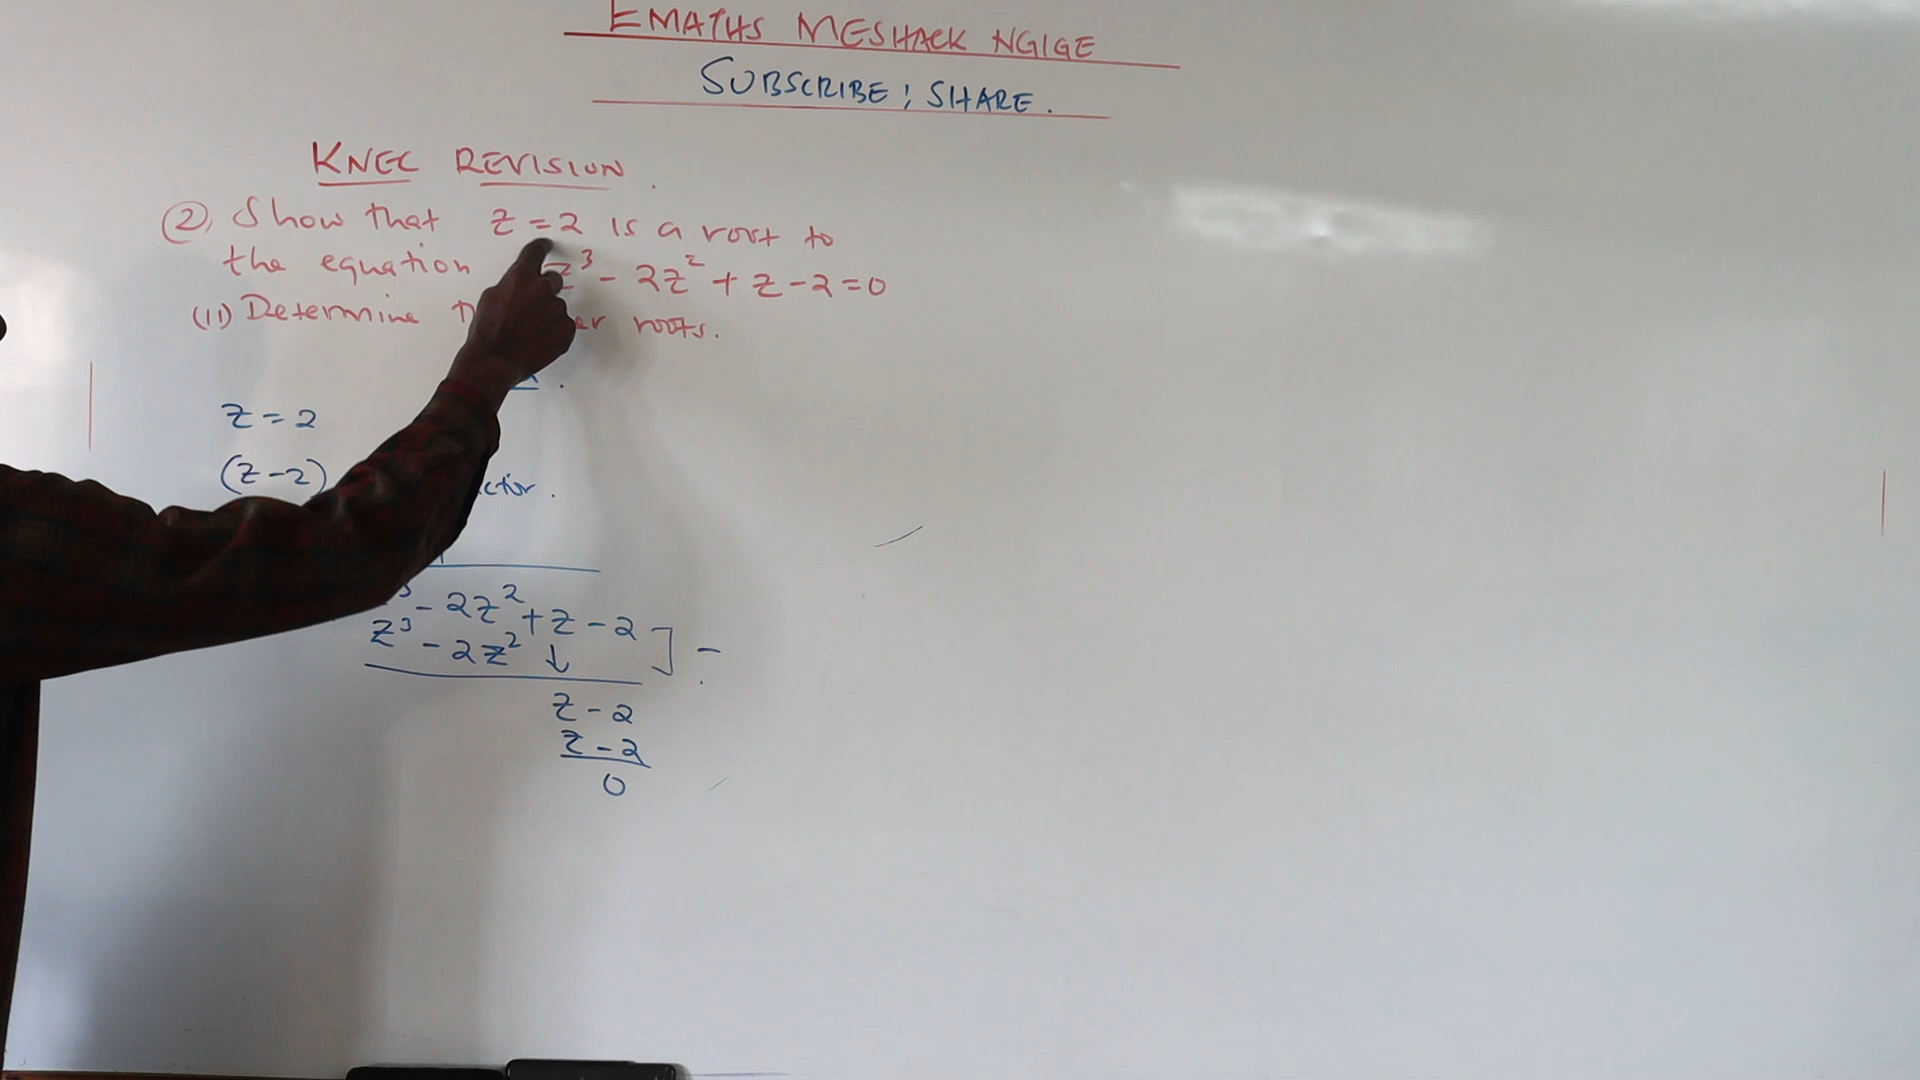 EMATHS MESHACK NGIGE
SUBSCRIBE; SHARE.
KNEC REVISION.
(2) Show that z = 2 is a root to
the equation z³ - 2z² + z - 2 = 0
(11) Determine roots.
z = 2
(z - 2)
- 2z² + z - 2
z³ - 2z² ↓ ] -
z - 2
z - 2
0